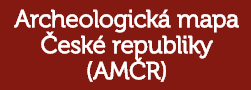 Archeologická mapa
České republiky
(AMČR)